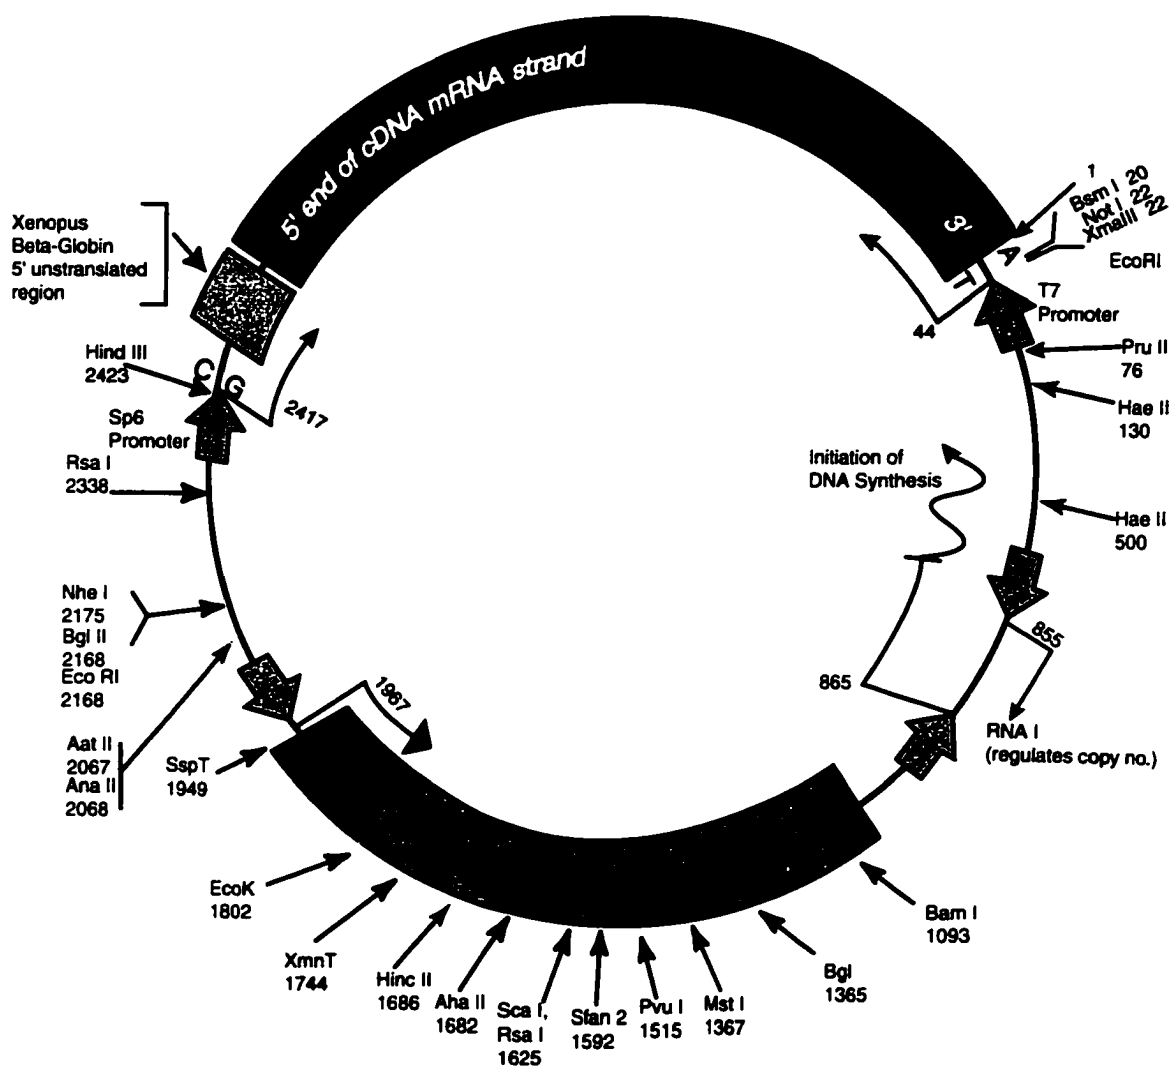 5' end of cDNA mRNA strand
3'
1
Bsm I 20
Not I 22
XmaIII 22
EcoRI
A
T
T7
Promoter
44
Pru II
76
Hae II
130
Hae II
500
Initiation of
DNA Synthesis
855
865
RNA I
(regulates copy no.)
Bam I
1093
Bgl
1365
Mst I
1367
Pvu I
1515
Sfan 2
1592
Sca I,
Rsa I
1625
Aha II
1682
Hinc II
1686
XmnT
1744
EcoK
1802
SspT
1949
1967
Aat II
2067
Ana II
2068
Nhe I
2175
Bgl II
2168
Eco RI
2168
Rsa I
2338
Sp6
Promoter
2417
Hind III
2423
C
G
Xenopus
Beta-Globin
5' unstranslated
region